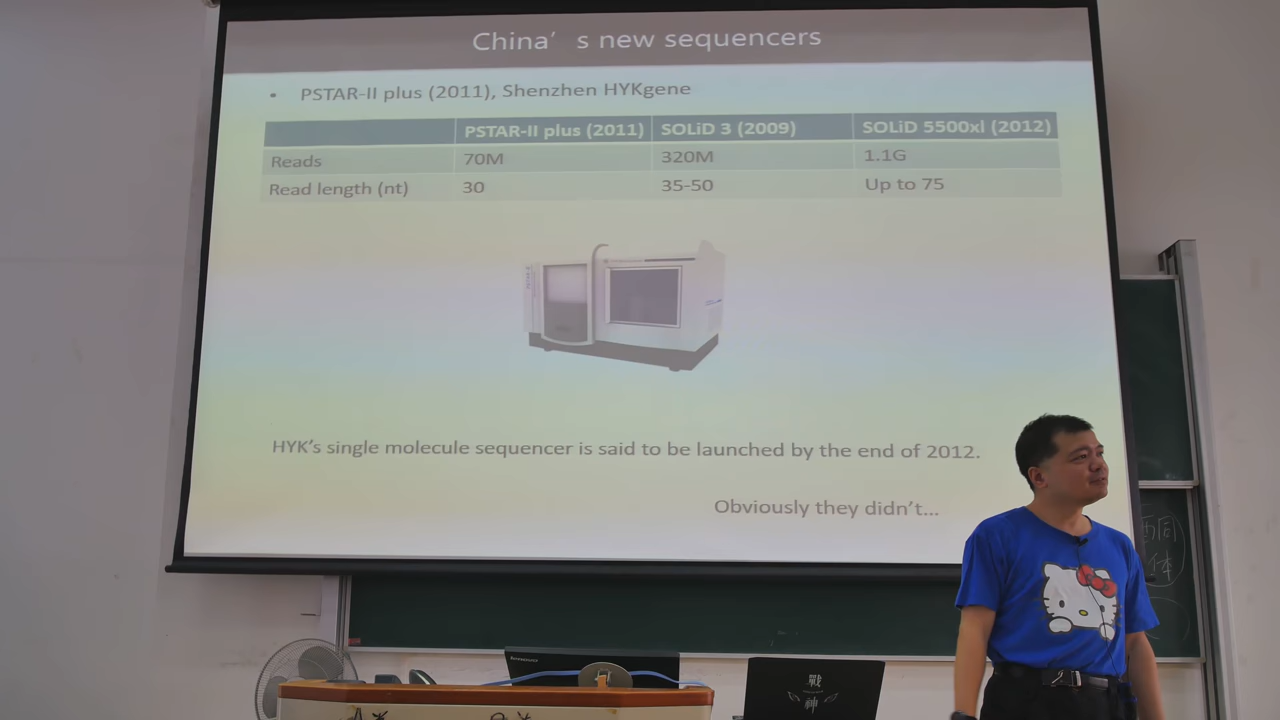 China's new sequencers
• PSTAR-II plus (2011), Shenzhen HYKgene
PSTAR-II plus (2011) SOLiD 3 (2009) SOLiD 5500xl (2012)
Reads 70M 320M 1.1G
Read length (nt) 30 35-50 Up to 75
HYK's single molecule sequencer is said to be launched by the end of 2012.
Obviously they didn't...
lenovo
戰
神